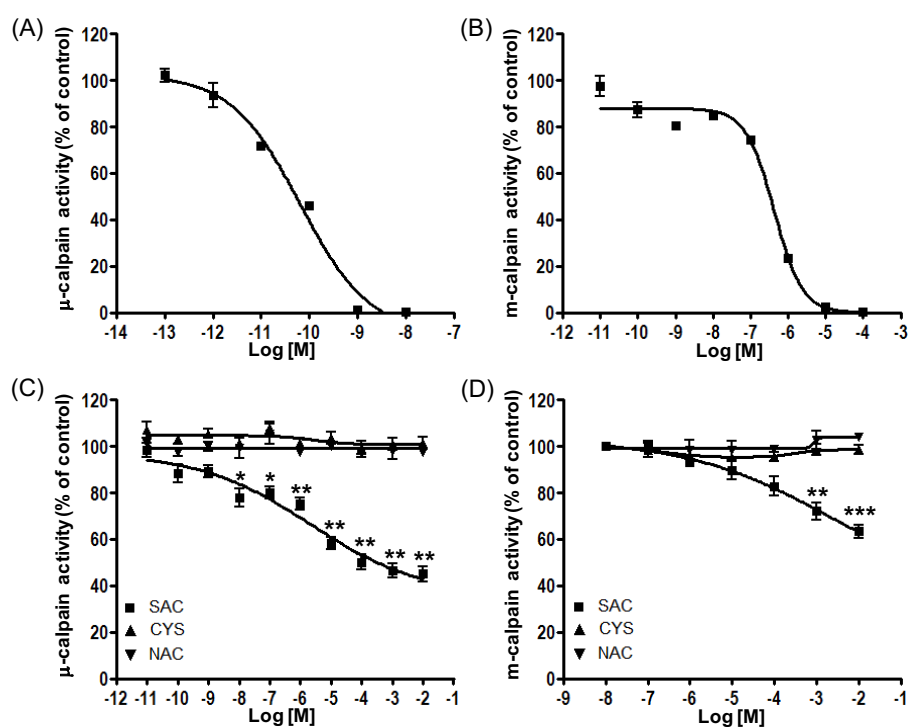 (A)
μ-calpain activity (% of control)
120
100
80
60
40
20
0
-14 -13 -12 -11 -10 -9 -8 -7
Log [M]
(B)
m-calpain activity (% of control)
120
100
80
60
40
20
0
-12 -11 -10 -9 -8 -7 -6 -5 -4 -3
Log [M]
(C)
μ-calpain activity (% of control)
120
100
80
60
40
20
0
* * ** ** ** ** **
SAC
CYS
NAC
-11 -10 -9 -8 -7 -6 -5 -4 -3 -2 -1
Log [M]
(D)
m-calpain activity (% of control)
120
100
80
60
40
20
0
** ***
SAC
CYS
NAC
-9 -8 -7 -6 -5 -4 -3 -2 -1
Log [M]